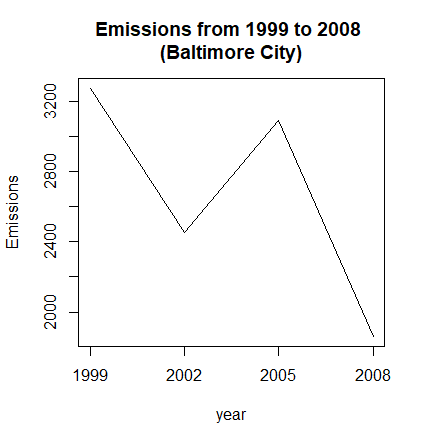 Emissions from 1999 to 2008
(Baltimore City)
Emissions
3200
2800
2400
2000
1999 2002 2005 2008
year